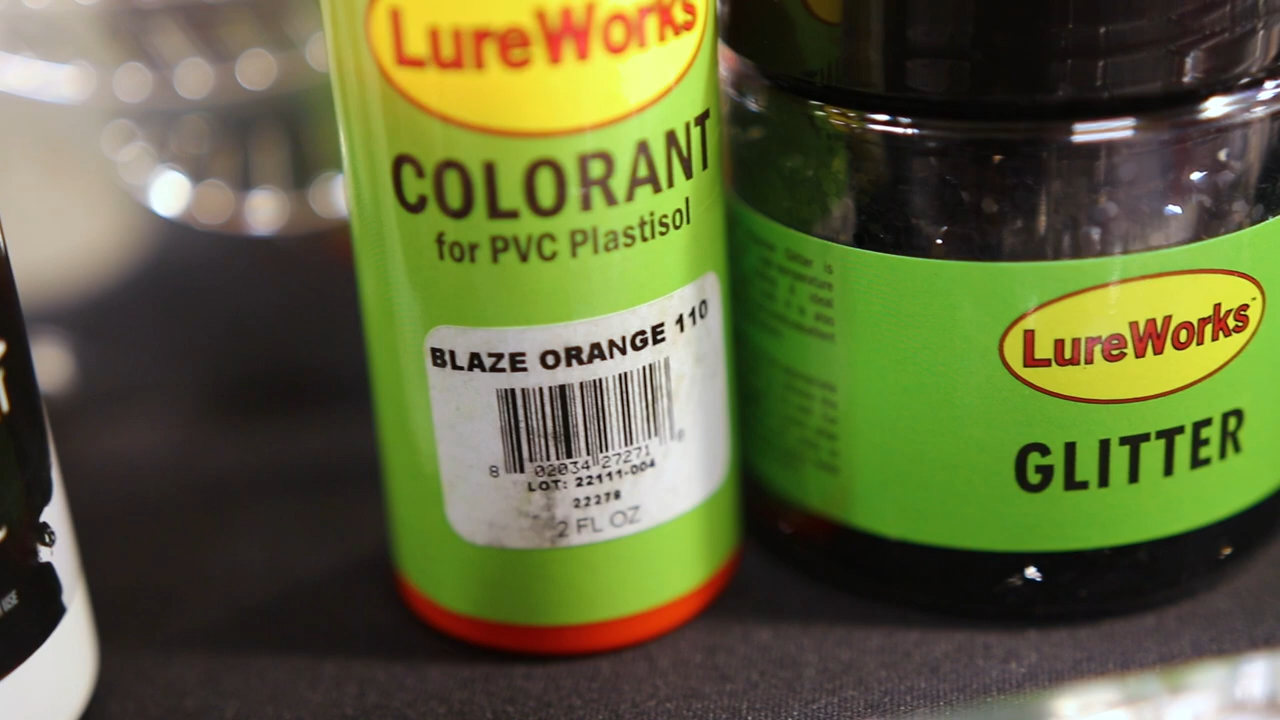 LureWorks
COLORANT
for PVC Plastisol
BLAZE ORANGE 110
8 02034 27271 8
LOT: 22111-004
22278
2 FL OZ
LureWorks
GLITTER